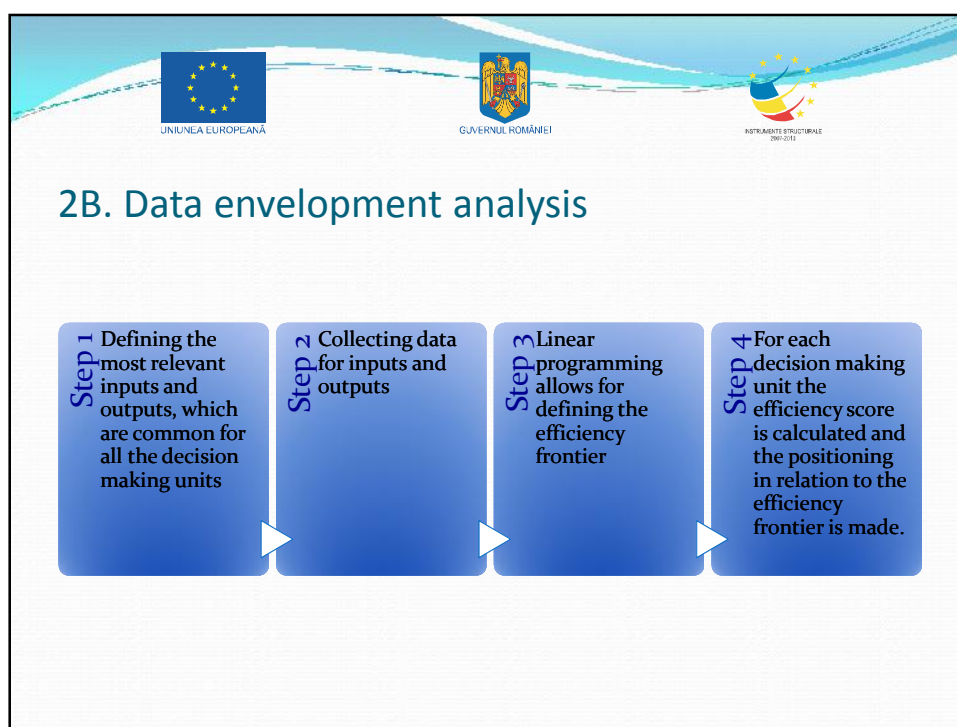 UNIUNEA EUROPEANĂ
GUVERNUL ROMÂNIEI
INSTRUMENTE STRUCTURALE
2007-2013
2B. Data envelopment analysis
Step 1
Defining the
most relevant
inputs and
outputs, which
are common for
all the decision
making units
Step 2
Collecting data
for inputs and
outputs
Step 3
Linear
programming
allows for
defining the
efficiency
frontier
Step 4
For each
decision making
unit the
efficiency score
is calculated and
the positioning
in relation to the
efficiency
frontier is made.